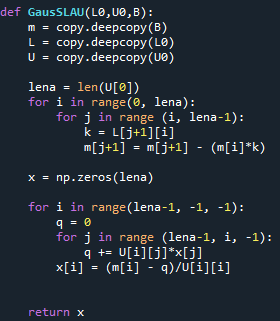 def GausSLAU(L0,U0,B):
    m = copy.deepcopy(B)
    L = copy.deepcopy(L0)
    U = copy.deepcopy(U0)

    lena = len(U[0])
    for i in range(0, lena):
        for j in range (i, lena-1):
            k = L[j+1][i]
            m[j+1] = m[j+1] - (m[i]*k)

    x = np.zeros(lena)

    for i in range(lena-1, -1, -1):
        q = 0
        for j in range (lena-1, i, -1):
            q += U[i][j]*x[j]
        x[i] = (m[i] - q)/U[i][i]


    return x